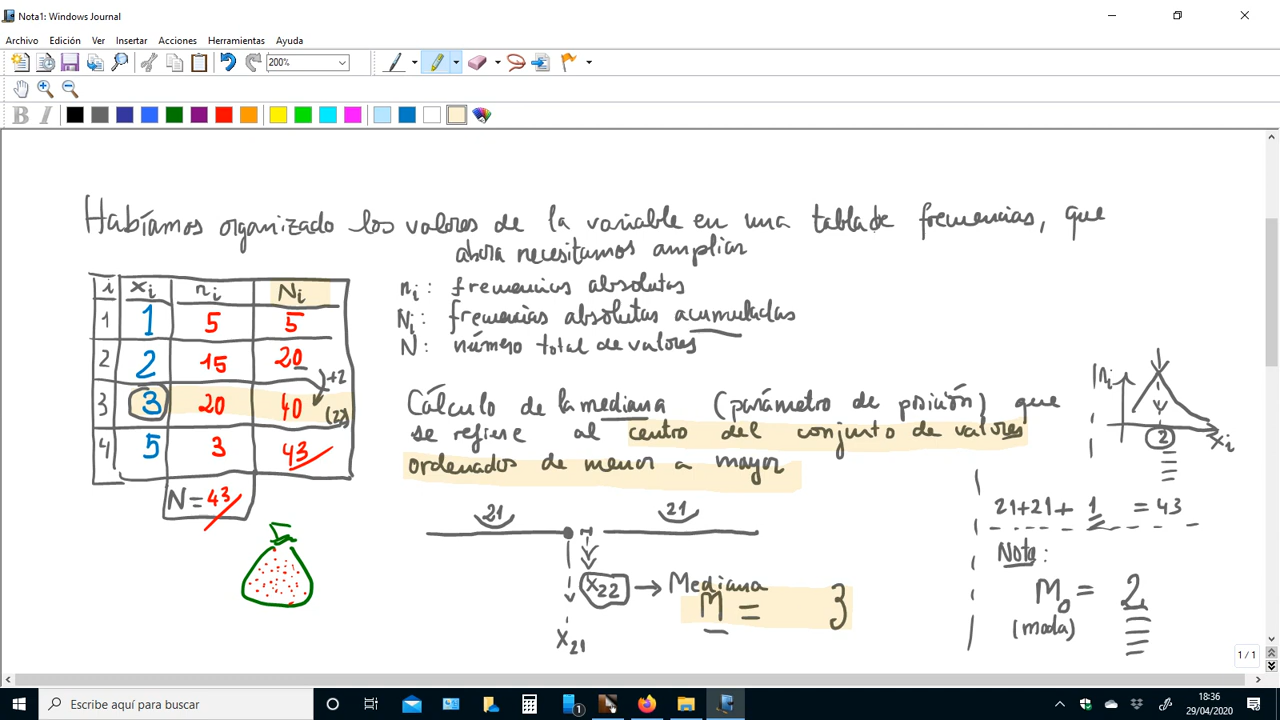 Nota1: Windows Journal
Archivo Edición Ver Insertar Acciones Herramientas Ayuda
200%
B I
Habíamos organizado los valores de la variable en una tabla de frecuencias, que
ahora necesitamos ampliar
i xi ni Ni
1 1 5 5
2 2 15 20
+2
3 3 20 40
4 5 3 43
N = 43
ni: frecuencias absolutas
Ni: frecuencias absolutas acumuladas
N: número total de valores
Cálculo de la mediana (parámetro de posición) que
se refiere al centro del conjunto de valores
ordenados de menor a mayor
21 21
x22 → Mediana
M = 3
x21
ni
2 xi
21+21+ 1 = 43
Nota:
Mo = 2
(moda)
1 / 1
Escribe aquí para buscar
1
18:36
29/04/2020